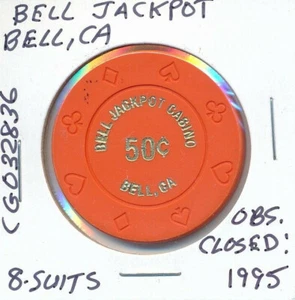 BELL JACKPOT
BELL, CA
CG032836
BELL JACKPOT CASINO
50¢
BELL, CA
OBS.
CLOSED:
1995
8-SUITS